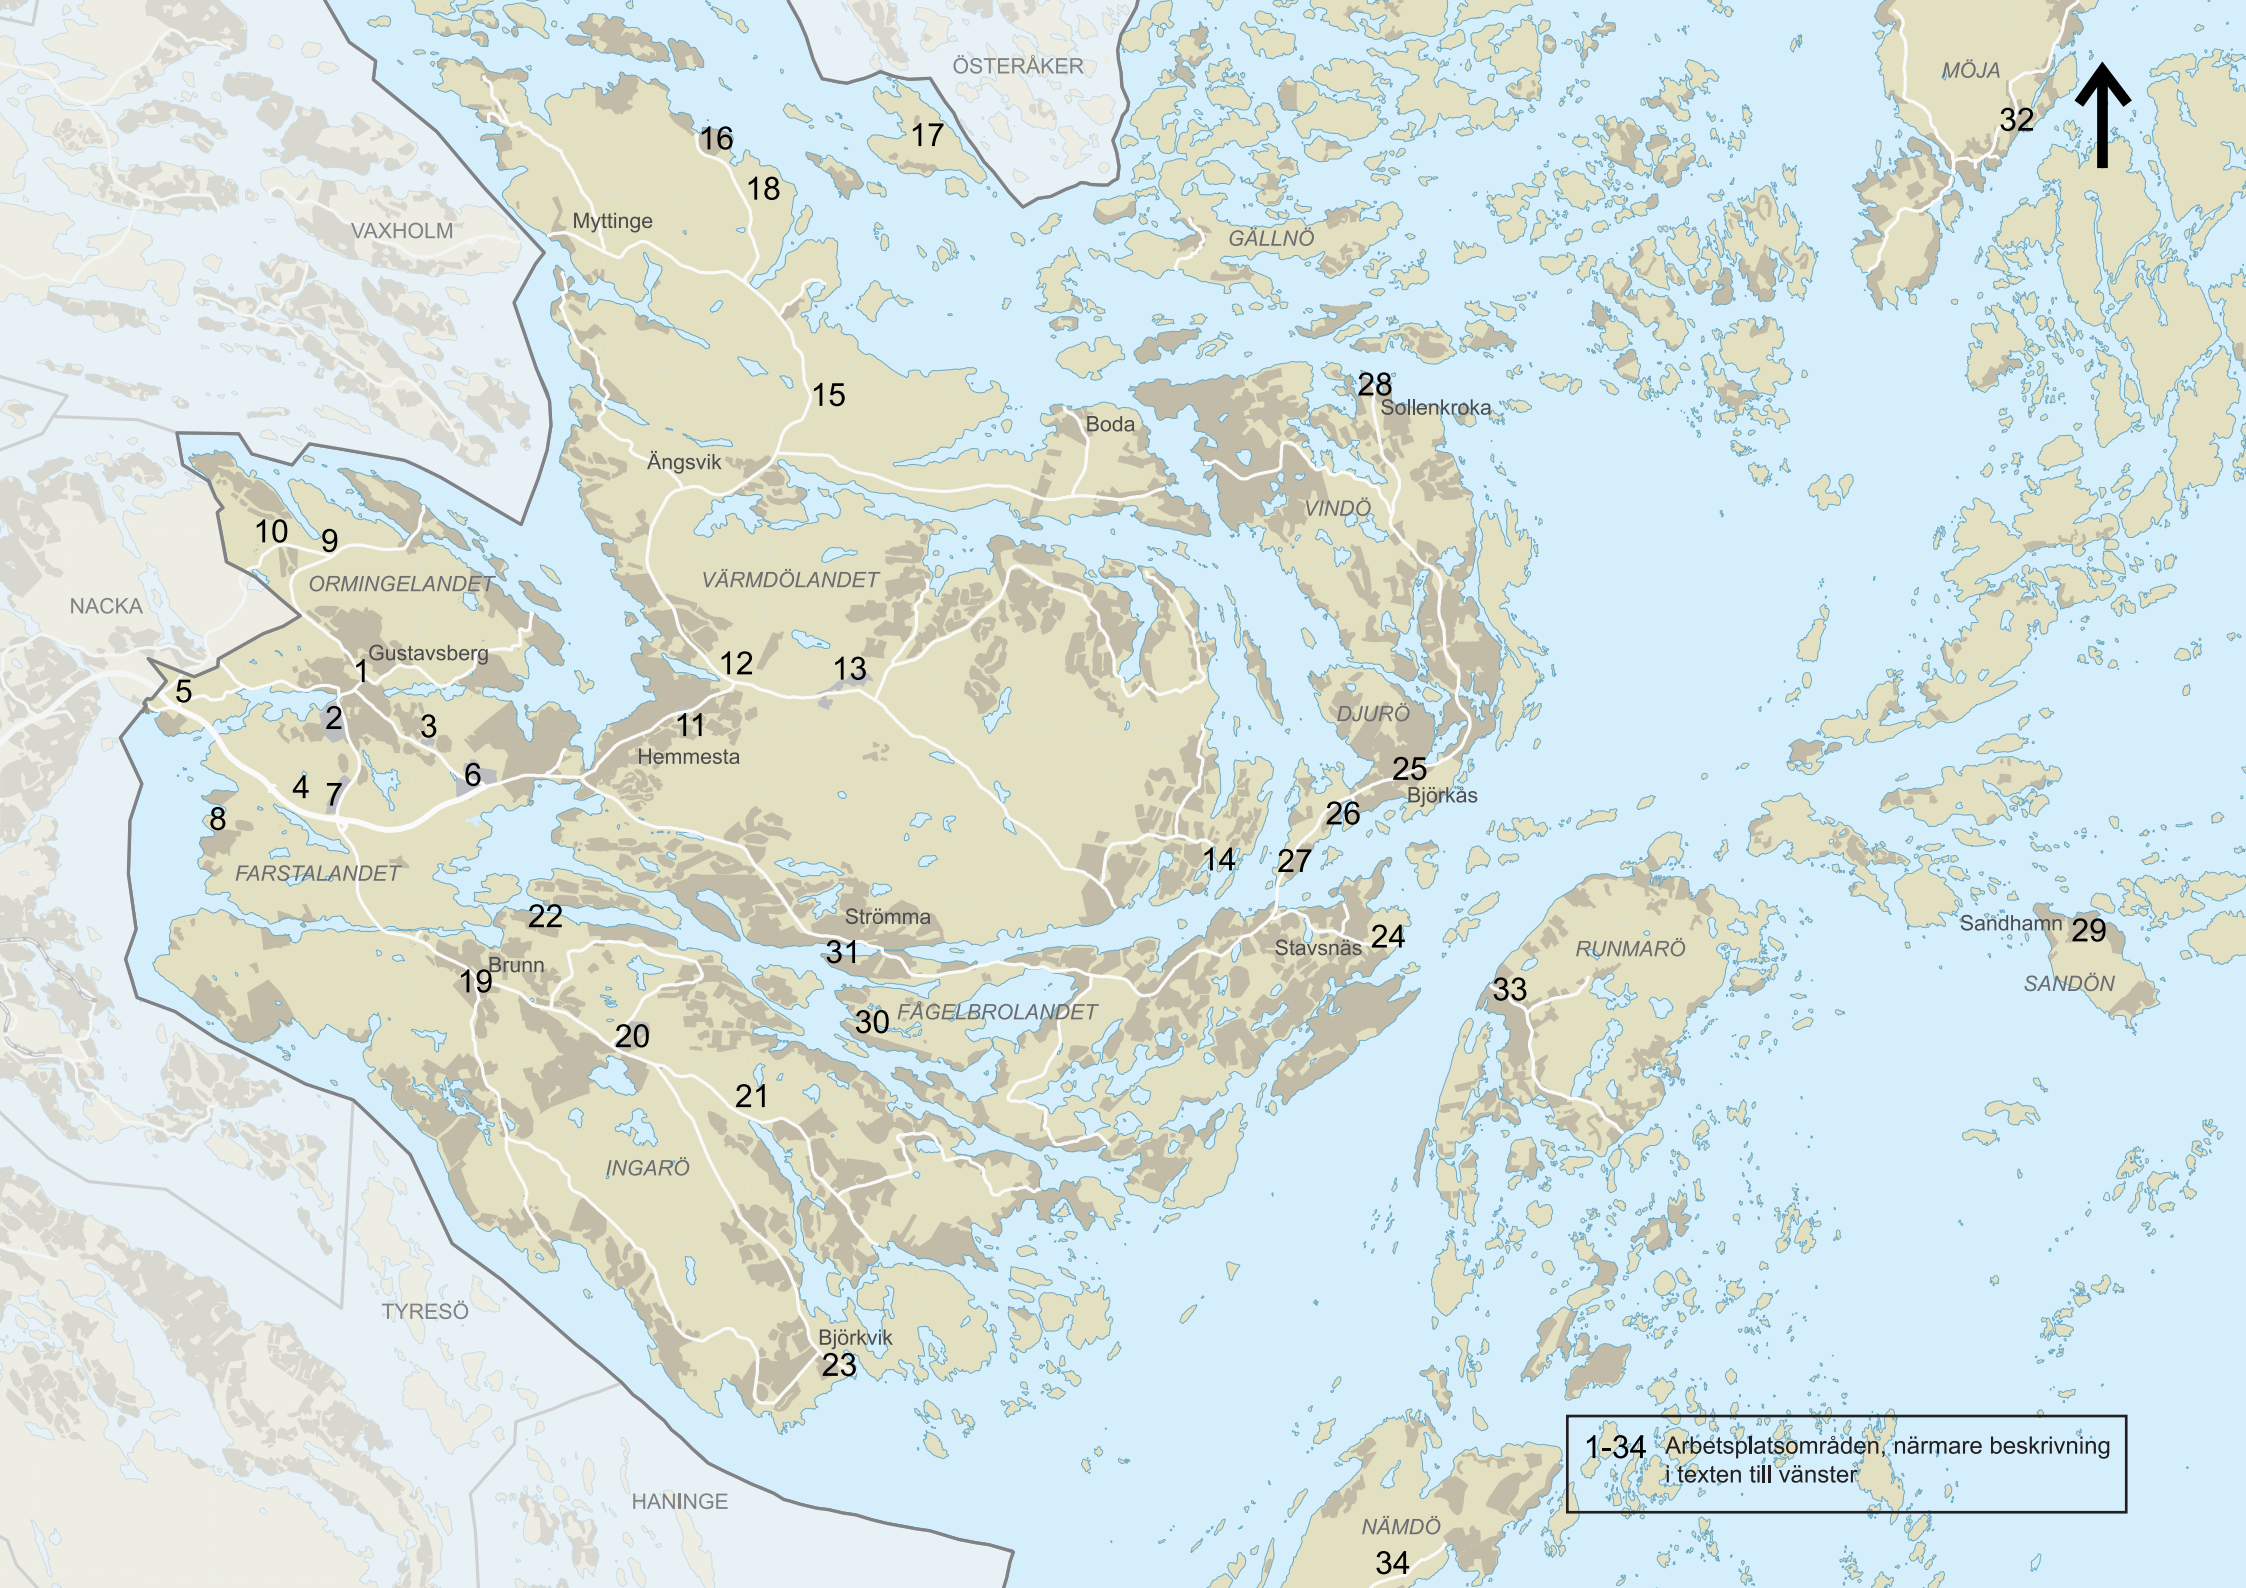 ÖSTERÅKER
MÖJA
32
16
17
18
Myttinge
VAXHOLM
GÄLLNÖ
28
Sollenkroka
15
Boda
Ängsvik
VINDÖ
10
9
ORMINGELANDET
VÄRMDÖLANDET
NACKA
Gustavsberg
1
12
13
5
2
3
11
DJURÖ
Hemmesta
6
25
4
7
Björkås
8
26
14
27
FARSTALANDET
22
Strömma
Sandhamn
29
24
Stavsnäs
RUNMARÖ
31
Brunn
19
SANDÖN
33
30
FÅGELBROLANDET
20
21
INGARÖ
TYRESÖ
Björkvik
23
1-34 Arbetsplatsområden, närmare beskrivning
i texten till vänster
HANINGE
NÄMDÖ
34